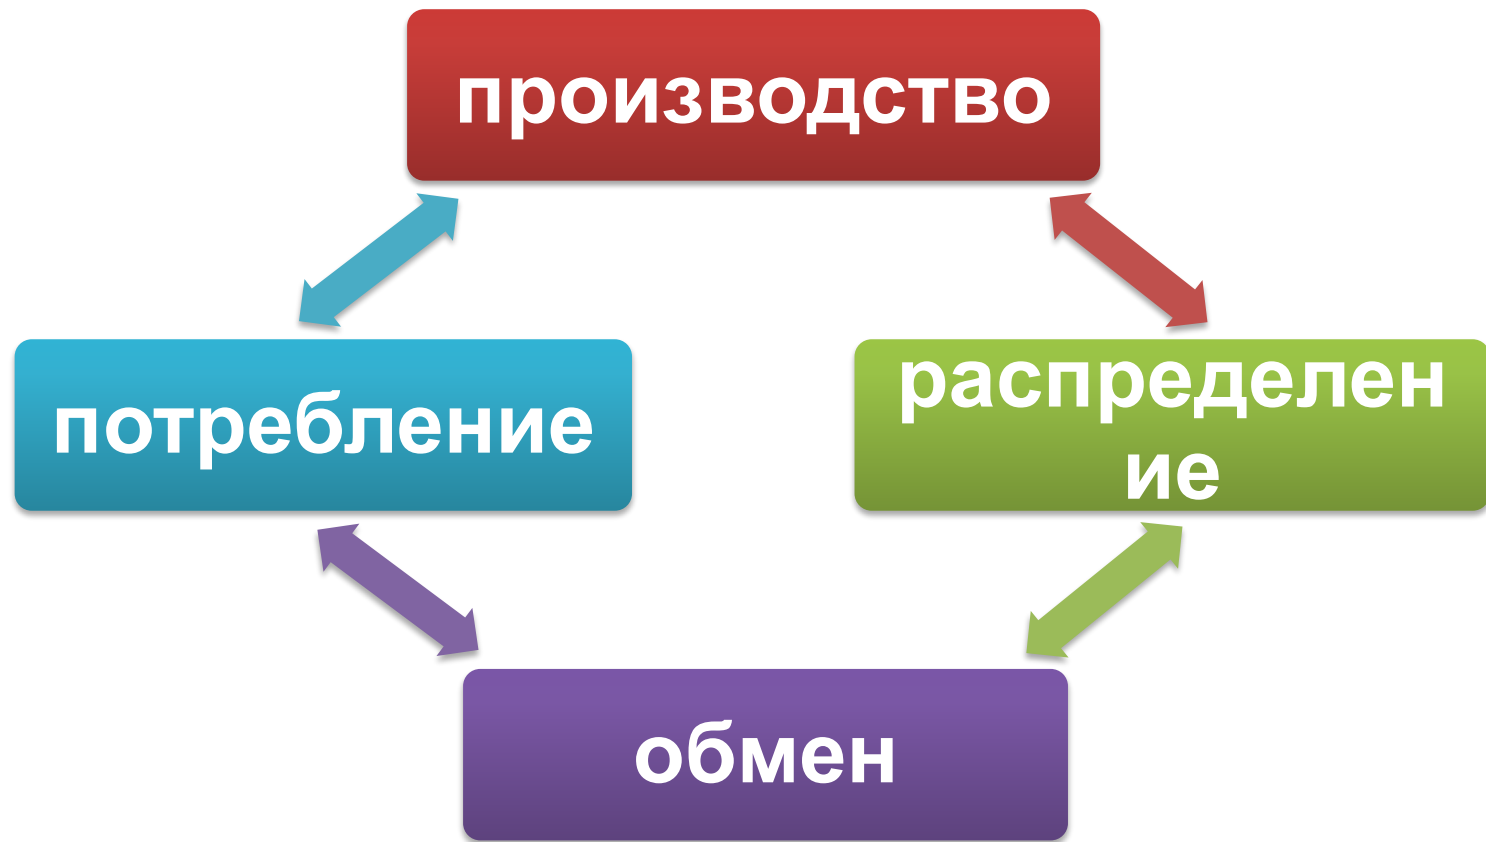 производство
потребление
распределен
ие
обмен